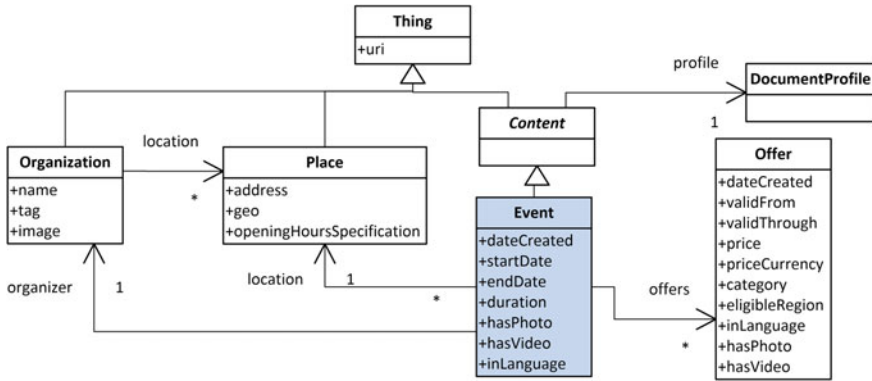 Thing
+uri
profile
DocumentProfile
1
Content
location
*
Organization
+name
+tag
+image
Place
+address
+geo
+openingHoursSpecification
Event
+dateCreated
+startDate
+endDate
+duration
+hasPhoto
+hasVideo
+inLanguage
Offer
+dateCreated
+validFrom
+validThrough
+price
+priceCurrency
+category
+eligibleRegion
+inLanguage
+hasPhoto
+hasVideo
organizer
1
location
1
*
offers
*